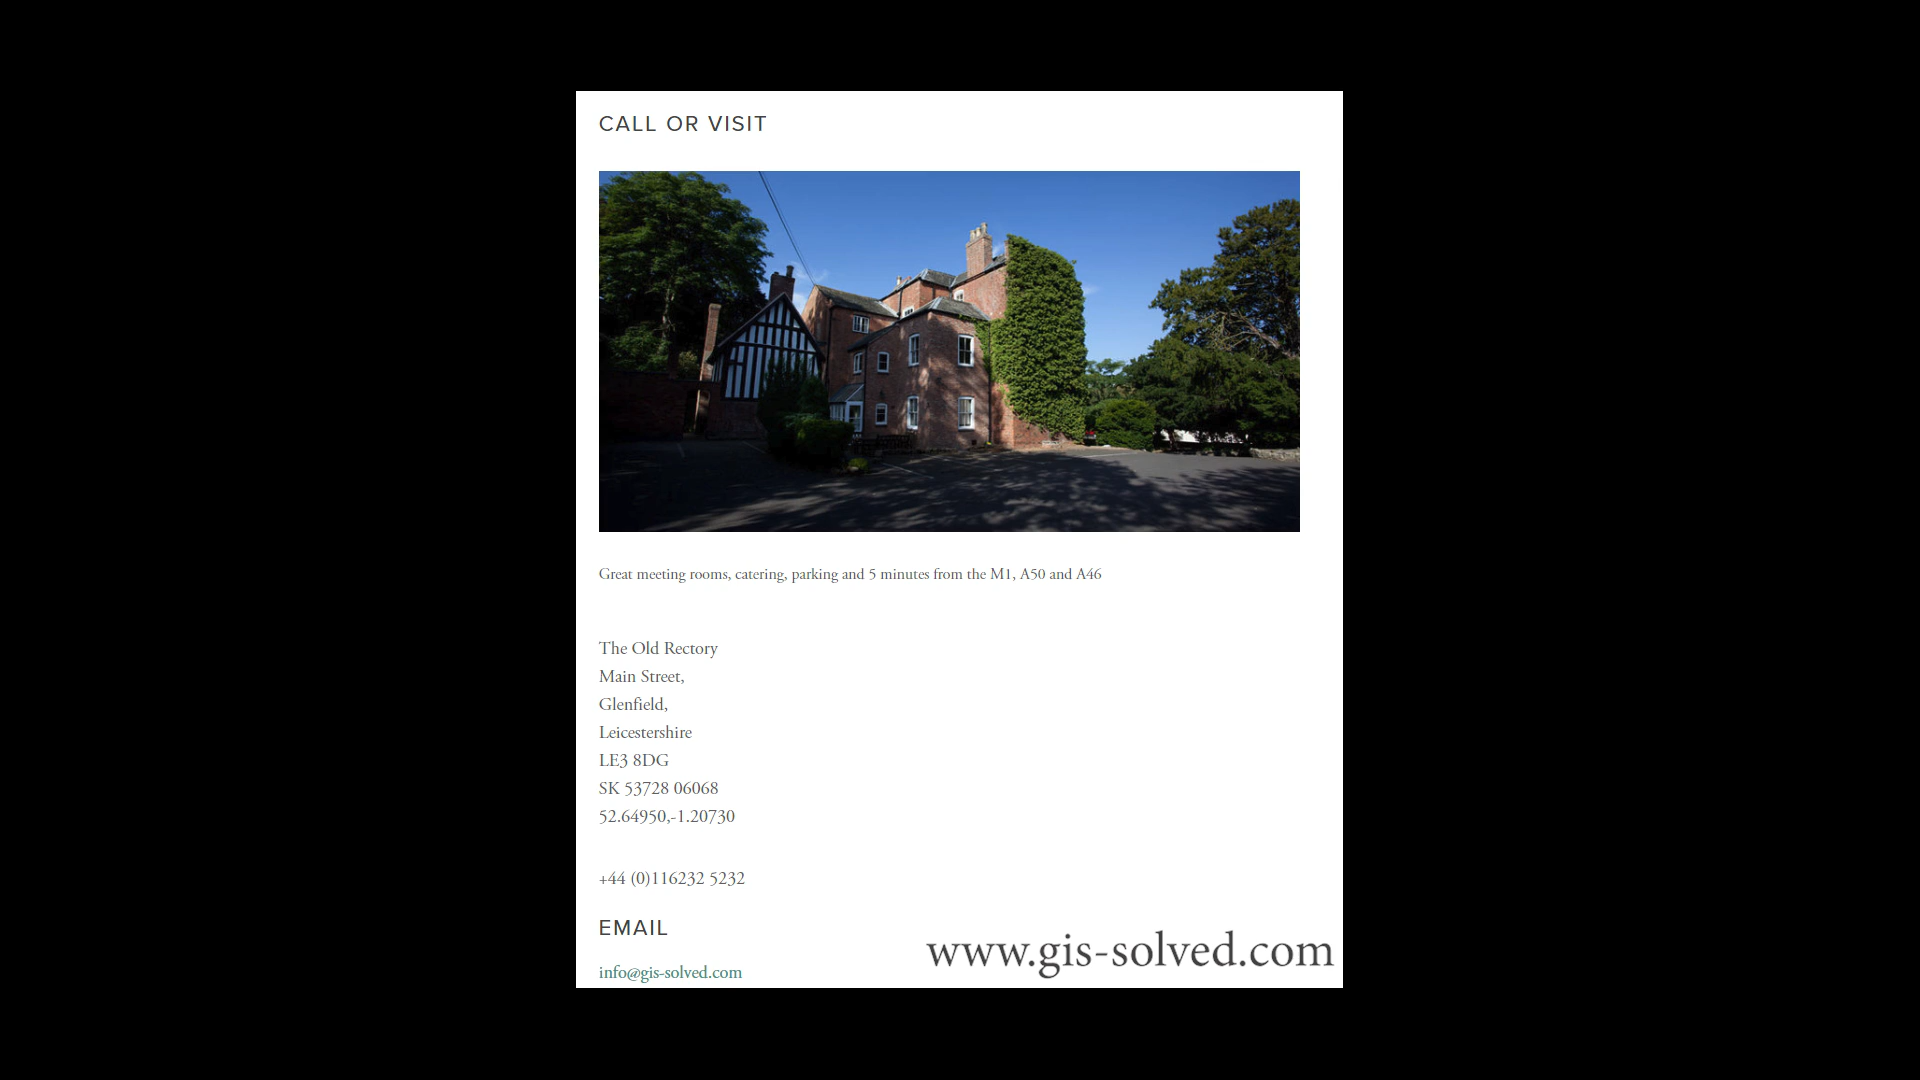 CALL OR VISIT
Great meeting rooms, catering, parking and 5 minutes from the M1, A50 and A46
The Old Rectory
Main Street,
Glenfield,
Leicestershire
LE3 8DG
SK 53728 06068
52.64950,-1.20730
+44 (0)116232 5232
EMAIL
www.gis-solved.com
info@gis-solved.com